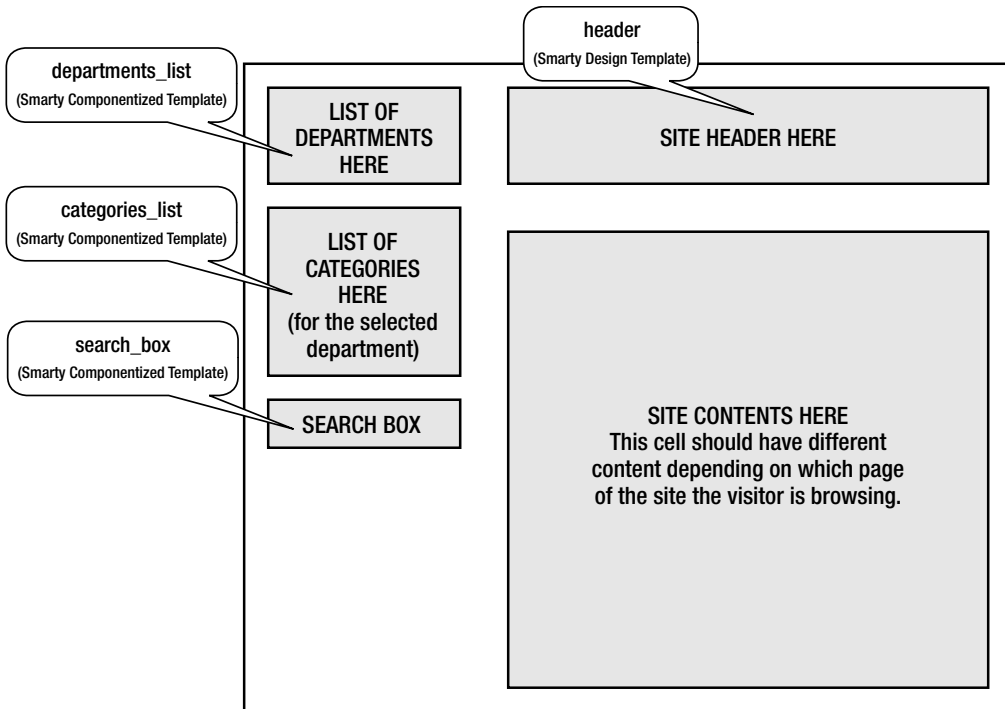 header
(Smarty Design Template)
departments_list
(Smarty Componentized Template)
LIST OF
DEPARTMENTS
HERE
SITE HEADER HERE
categories_list
(Smarty Componentized Template)
LIST OF
CATEGORIES
HERE
(for the selected
department)
search_box
(Smarty Componentized Template)
SEARCH BOX
SITE CONTENTS HERE
This cell should have different
content depending on which page
of the site the visitor is browsing.